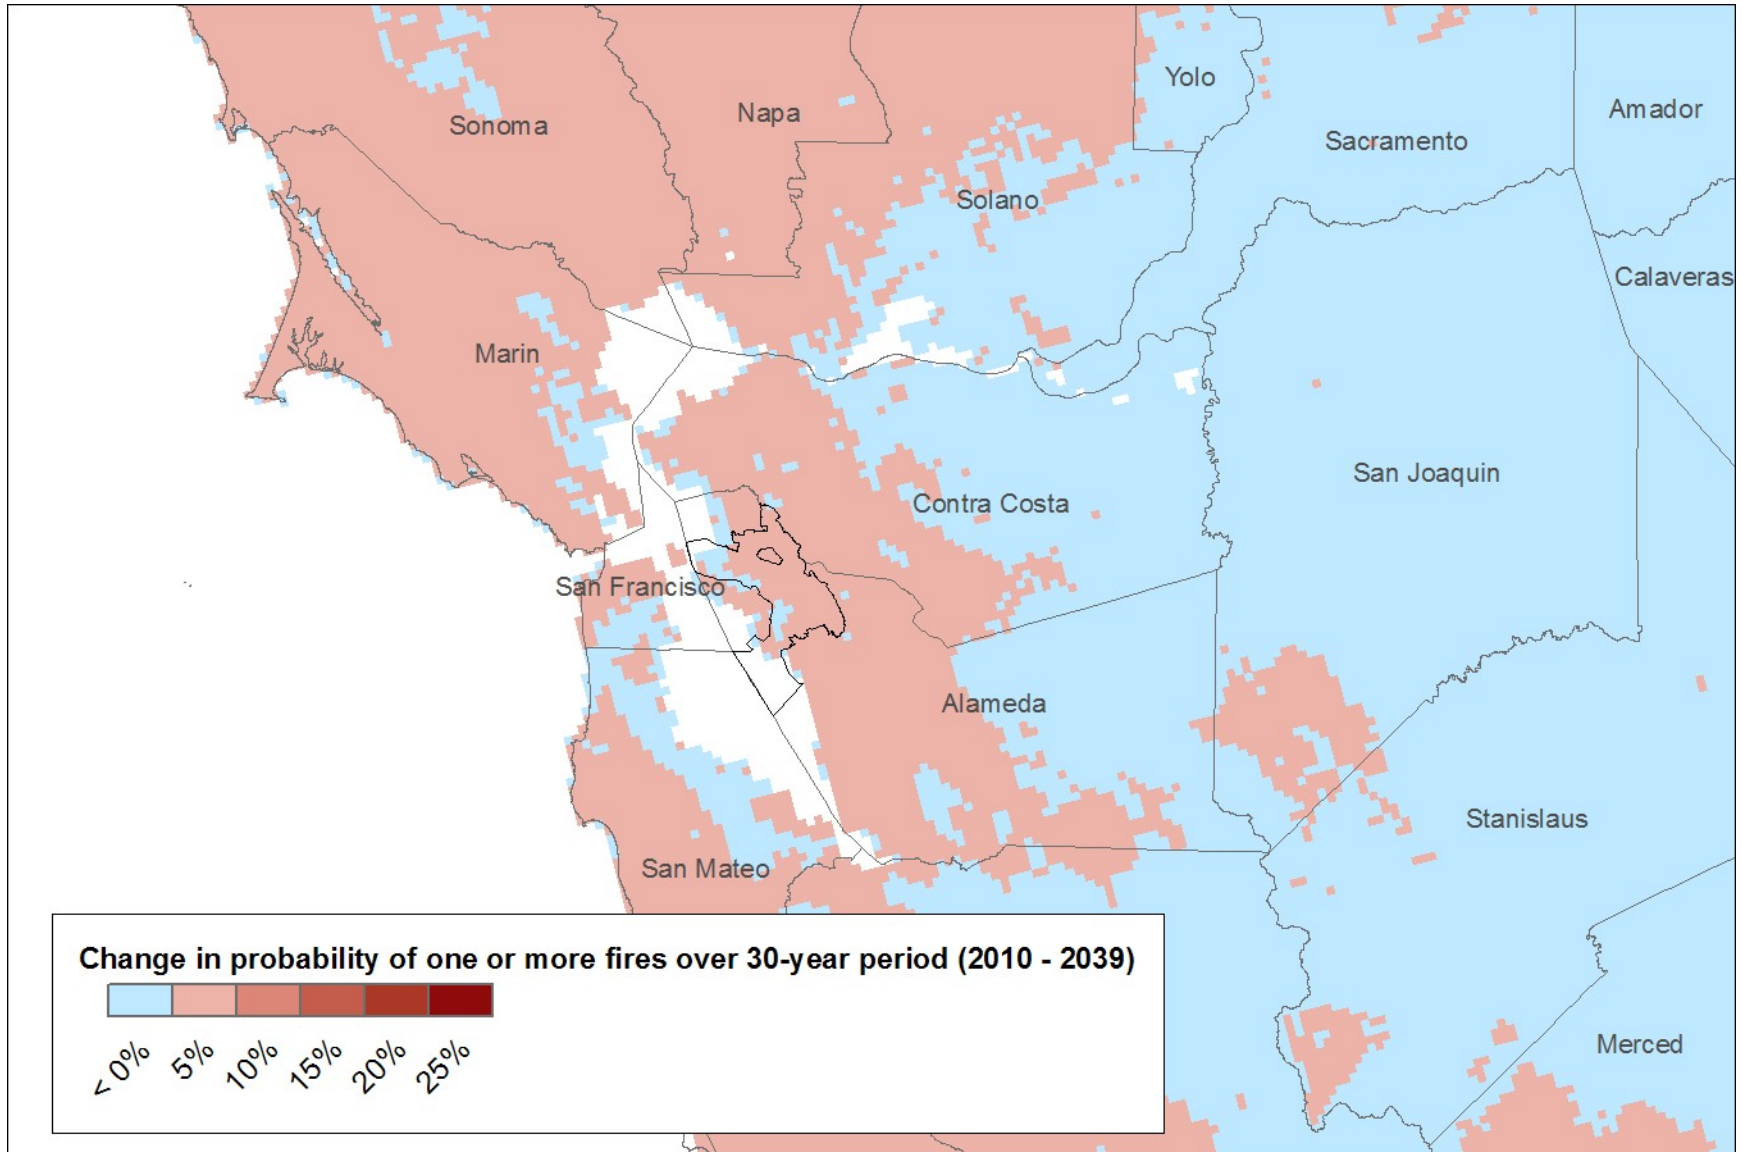 Yolo
Amador
Napa
Sonoma
Sacramento
Solano
Calaveras
Marin
San Joaquin
Contra Costa
San Francisco
Alameda
Stanislaus
San Mateo
Change in probability of one or more fires over 30-year period (2010 - 2039)
< 0% 5% 10% 15% 20% 25%
Merced